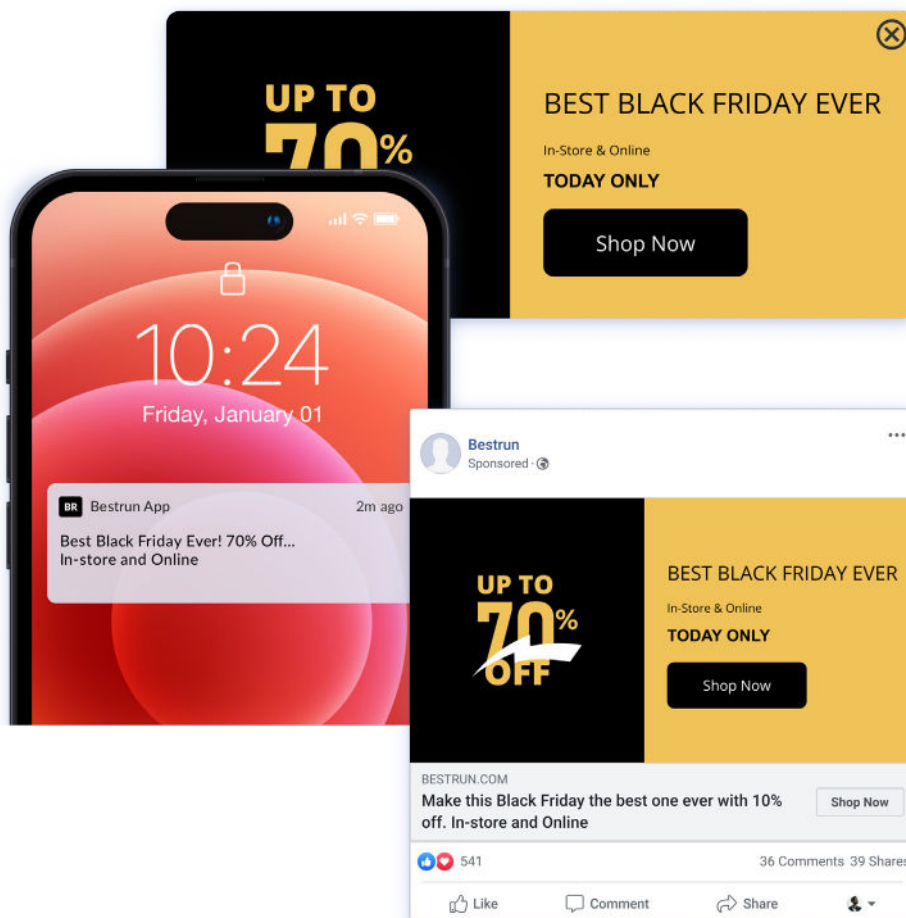 UP TO
70%
BEST BLACK FRIDAY EVER
In-Store & Online
TODAY ONLY
Shop Now
10:24
Friday, January 01
BR Bestrun App 2m ago
Best Black Friday Ever! 70% Off...
In-store and Online
Bestrun
Sponsored ·
UP TO
70%
OFF
BEST BLACK FRIDAY EVER
In-Store & Online
TODAY ONLY
Shop Now
BESTRUN.COM
Make this Black Friday the best one ever with 10%
off. In-store and Online
Shop Now
541 36 Comments 39 Shares
Like Comment Share